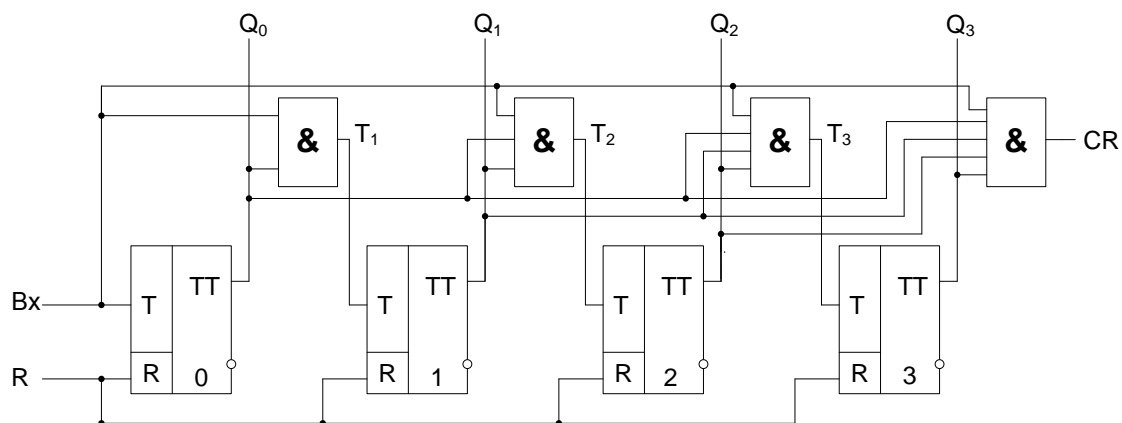 Q0 Q1 Q2 Q3
& T1 & T2 & T3 & CR
TT TT TT TT
Bx T T T T
R R 0 R 1 R 2 R 3